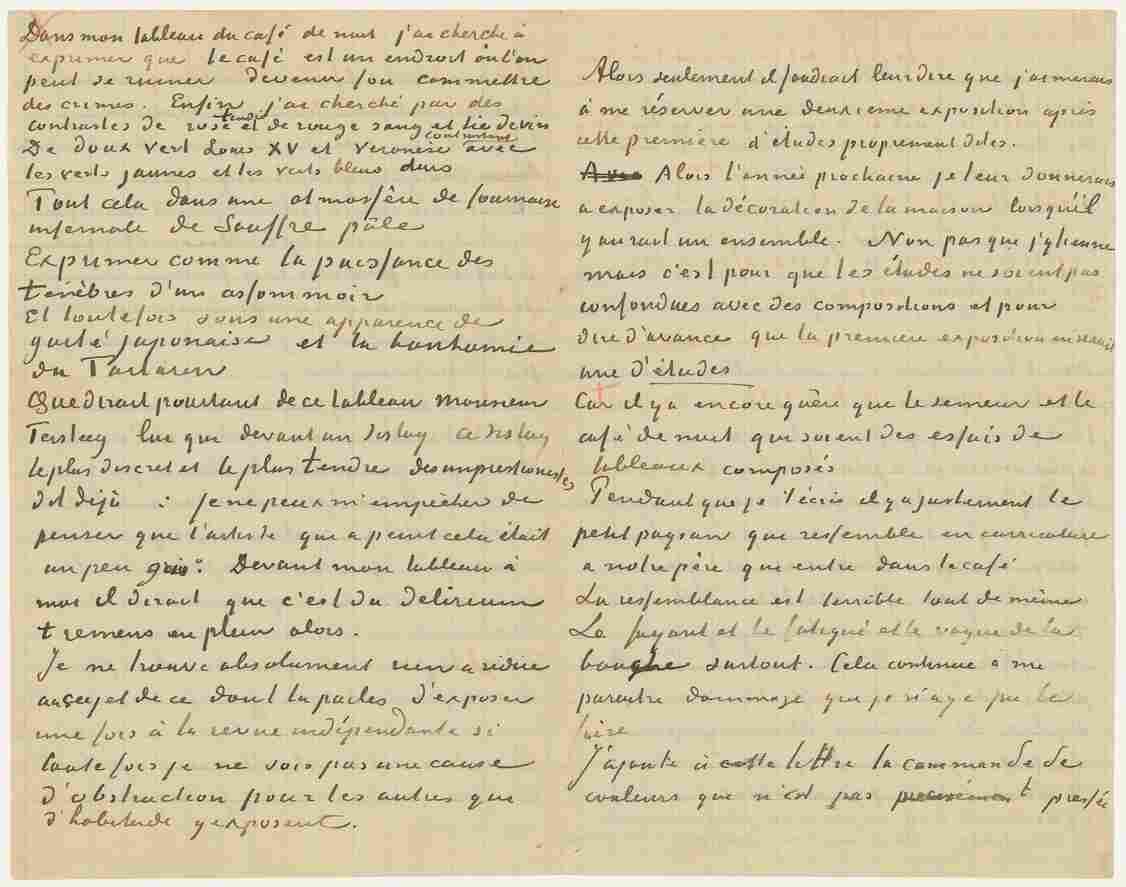 Dans mon tableau du café de nuit j'ai cherché à
exprimer que le café est un endroit où l'on
peut se ruiner devenir fou commettre
des crimes. Enfin j'ai cherché par des
contrastes de rose tendre et de rouge sang et lie de vin
De doux vert Louis XV et Veronèse contrastant avec
les verts jaunes et les verts bleus durs
Tout cela dans une atmosfère de fournaise
infernale de Souffre pâle
Exprimer comme la puissance des
tenèbres d'un assommoir
Et toutefois sous une apparence de
gaité japonaise et la bonhomie
du Tartarin
Que dirait pourtant de ce tableau monsieur
Tersteeg lui qui devant un Sisley ce Sisley
le plus discret et le plus tendre des impressionistes
dit déjà : je ne peux m'empêcher de
penser que l'artiste qui a peint cela était
un peu gris. Devant mon tableau à
moi il dirait que c'est du delirium
tremens en plein alors.
Je ne trouve absolument rien a redire
au sujet de ce dont tu parles d'exposer
une fois à la revue indépendante si
toutefois je ne vois pas une cause
d'obstruction pour les autres qui
d'habitude y exposent.
Alors seulement il faudrait leur dire que j'aimerais
à me réserver une deuxieme exposition après
cette première d'études proprement dites.
Alors l'année prochaine je leur donnerais
a exposer la décoration de la maison lorsqu'il
y aurait un ensemble. Non pas que j'y tienne
mais c'est pour que les études ne soient pas
confondues avec des compositions et pour
dire d'avance que la première exposition en serait
une d'études
Car il y a encore guère que le semeur et le
café de nuit qui soient des essais de
tableaux composés
Pendant que je t'écris il y a justement le
petit paysan qui ressemble en carricature
a notre père qui entre dans le café
La ressemblance est terrible tout de même
Le fuyant et le fatigué et le vague de la
bouche surtout. Cela continue à me
paraitre dommage que je n'aye pu le
faire
J'ajoute à cette lettre la commande de
couleurs qui n'est pas precisément pressée